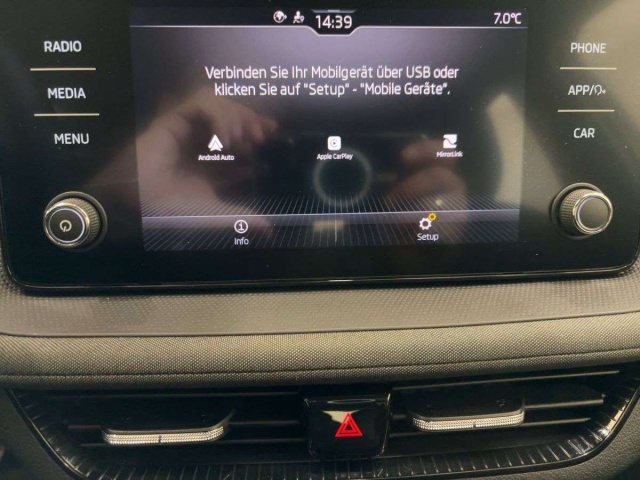 14:39
7.0°C
RADIO
MEDIA
MENU
PHONE
APP/
CAR
Verbinden Sie Ihr Mobilgerät über USB oder
klicken Sie auf "Setup" - "Mobile Geräte".
Android Auto
Apple CarPlay
MirrorLink
Info
Setup